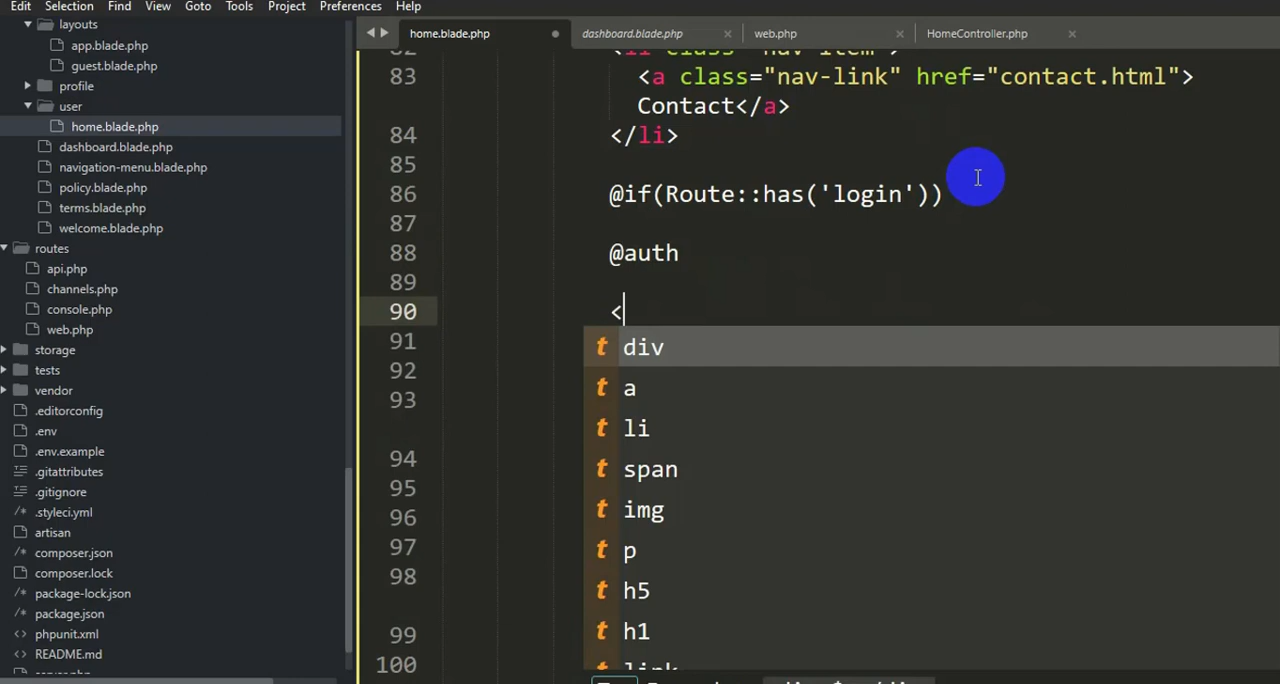 Edit Selection Find View Goto Tools Project Preferences Help
layouts
app.blade.php
guest.blade.php
profile
user
home.blade.php
dashboard.blade.php
navigation-menu.blade.php
policy.blade.php
terms.blade.php
welcome.blade.php
routes
api.php
channels.php
console.php
web.php
storage
tests
vendor
.editorconfig
.env
.env.example
.gitattributes
.gitignore
.styleci.yml
artisan
composer.json
composer.lock
package-lock.json
package.json
phpunit.xml
README.md
home.blade.php dashboard.blade.php web.php HomeController.php
82 <li class="nav-item">
83 <a class="nav-link" href="contact.html">
Contact</a>
84 </li>
85
86 @if(Route::has('login'))
87
88 @auth
89
90 <
91 t div
92 t a
93 t li
94 t span
95 t img
96
97 t p
98 t h5
99 t h1
100 t link